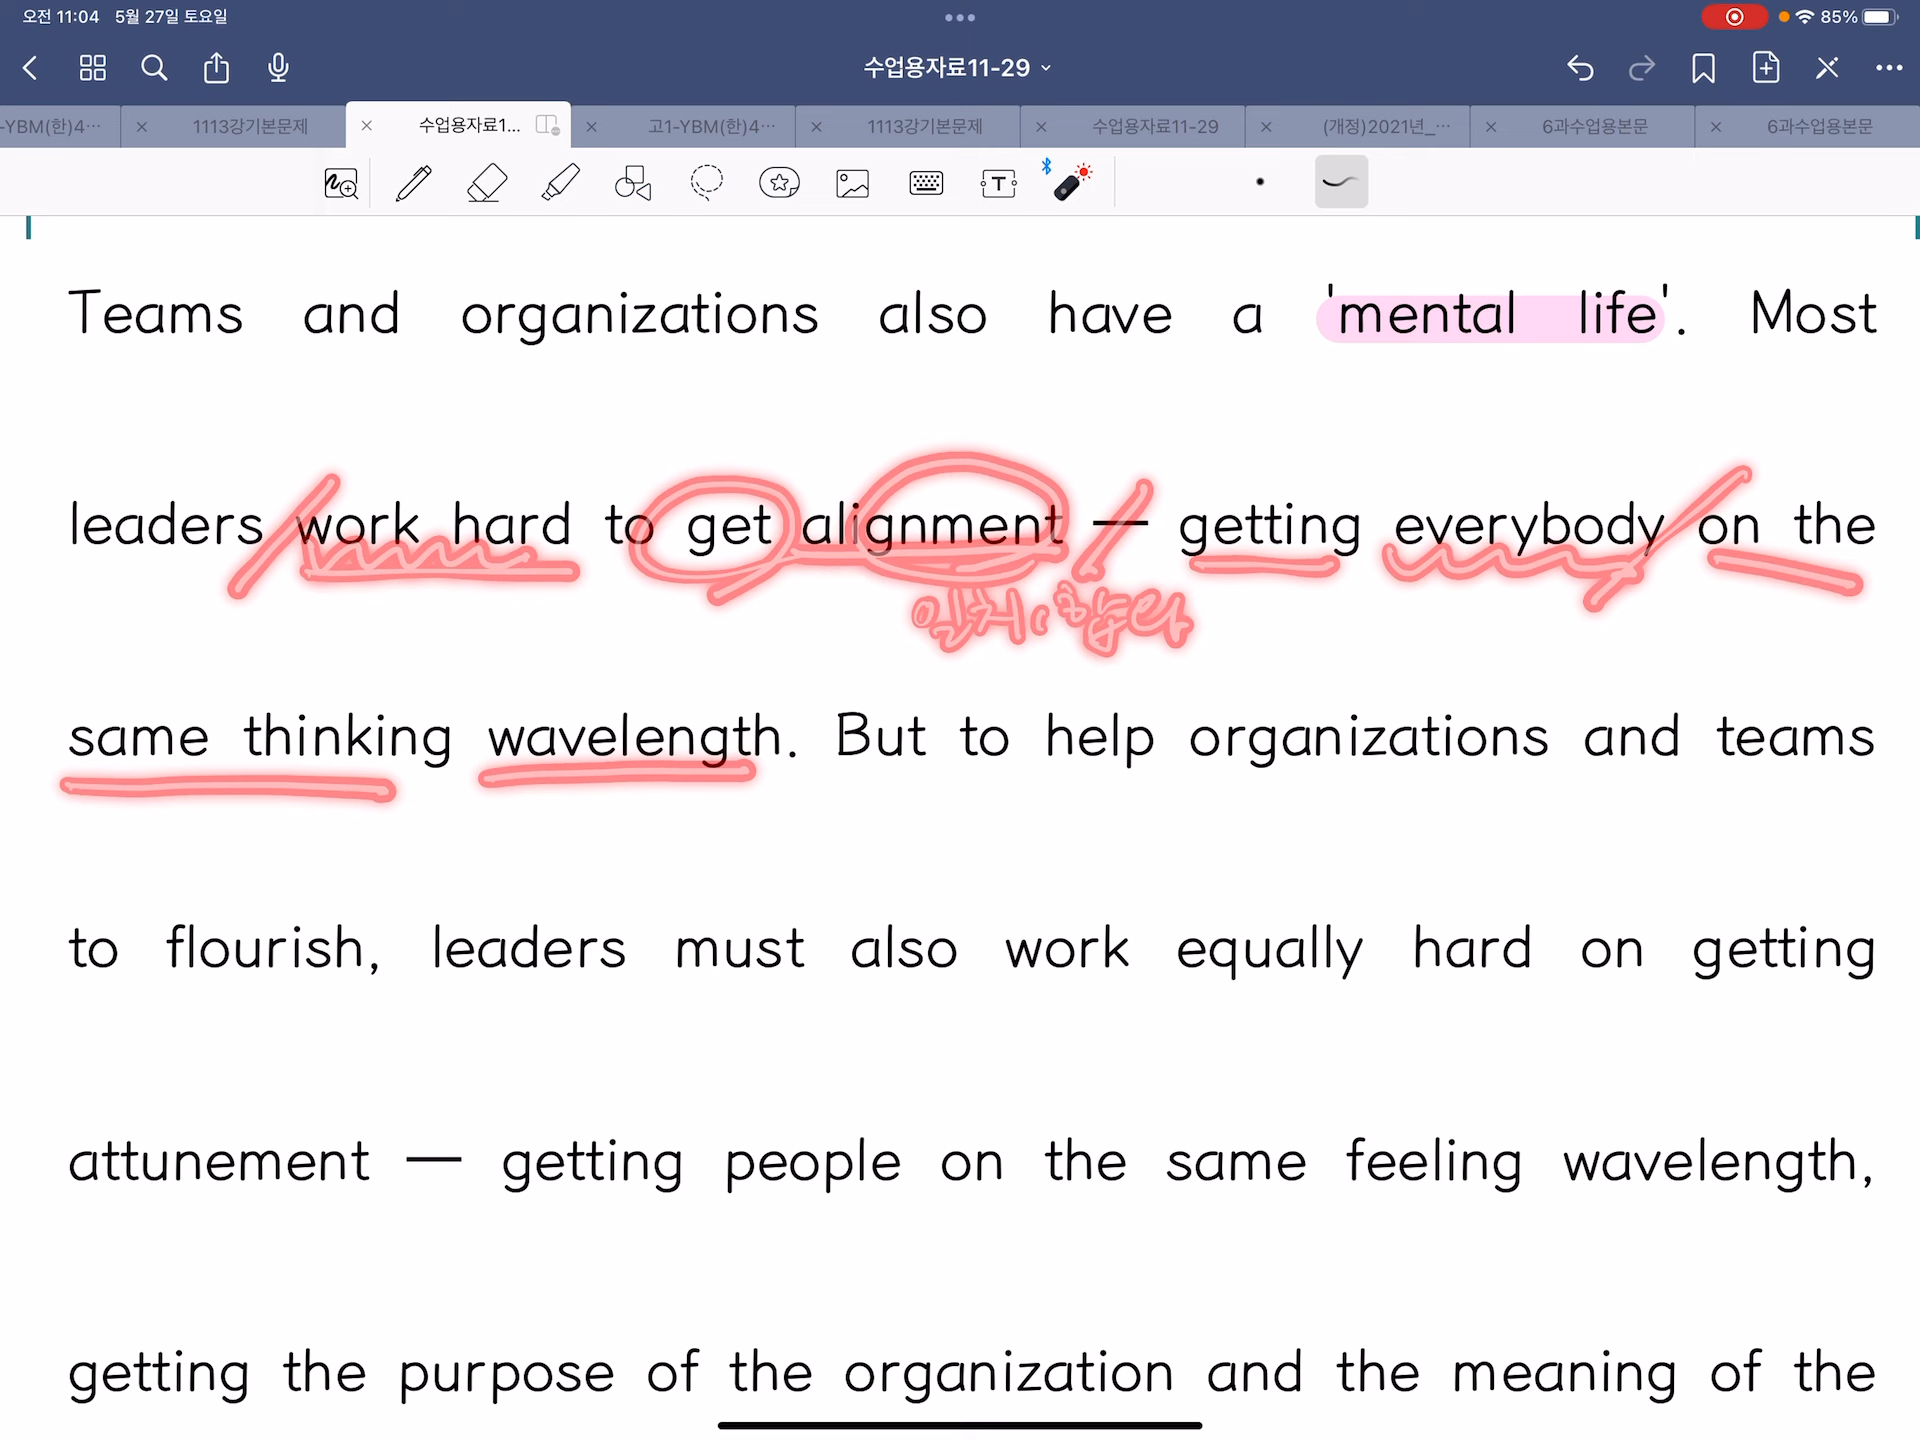 오전 11:04 5월 27일 토요일
85%
수업용자료11-29
-YBM(한)4…
1113강기본문제
수업용자료1...
고1-YBM(한)4…
1113강기본문제
수업용자료11-29
(개정)2021년_…
6과수업용본문
6과수업용본문
Teams and organizations also have a 'mental life'. Most
leaders work hard to get alignment — getting everybody on the
일치, 합의
same thinking wavelength. But to help organizations and teams
to flourish, leaders must also work equally hard on getting
attunement — getting people on the same feeling wavelength,
getting the purpose of the organization and the meaning of the